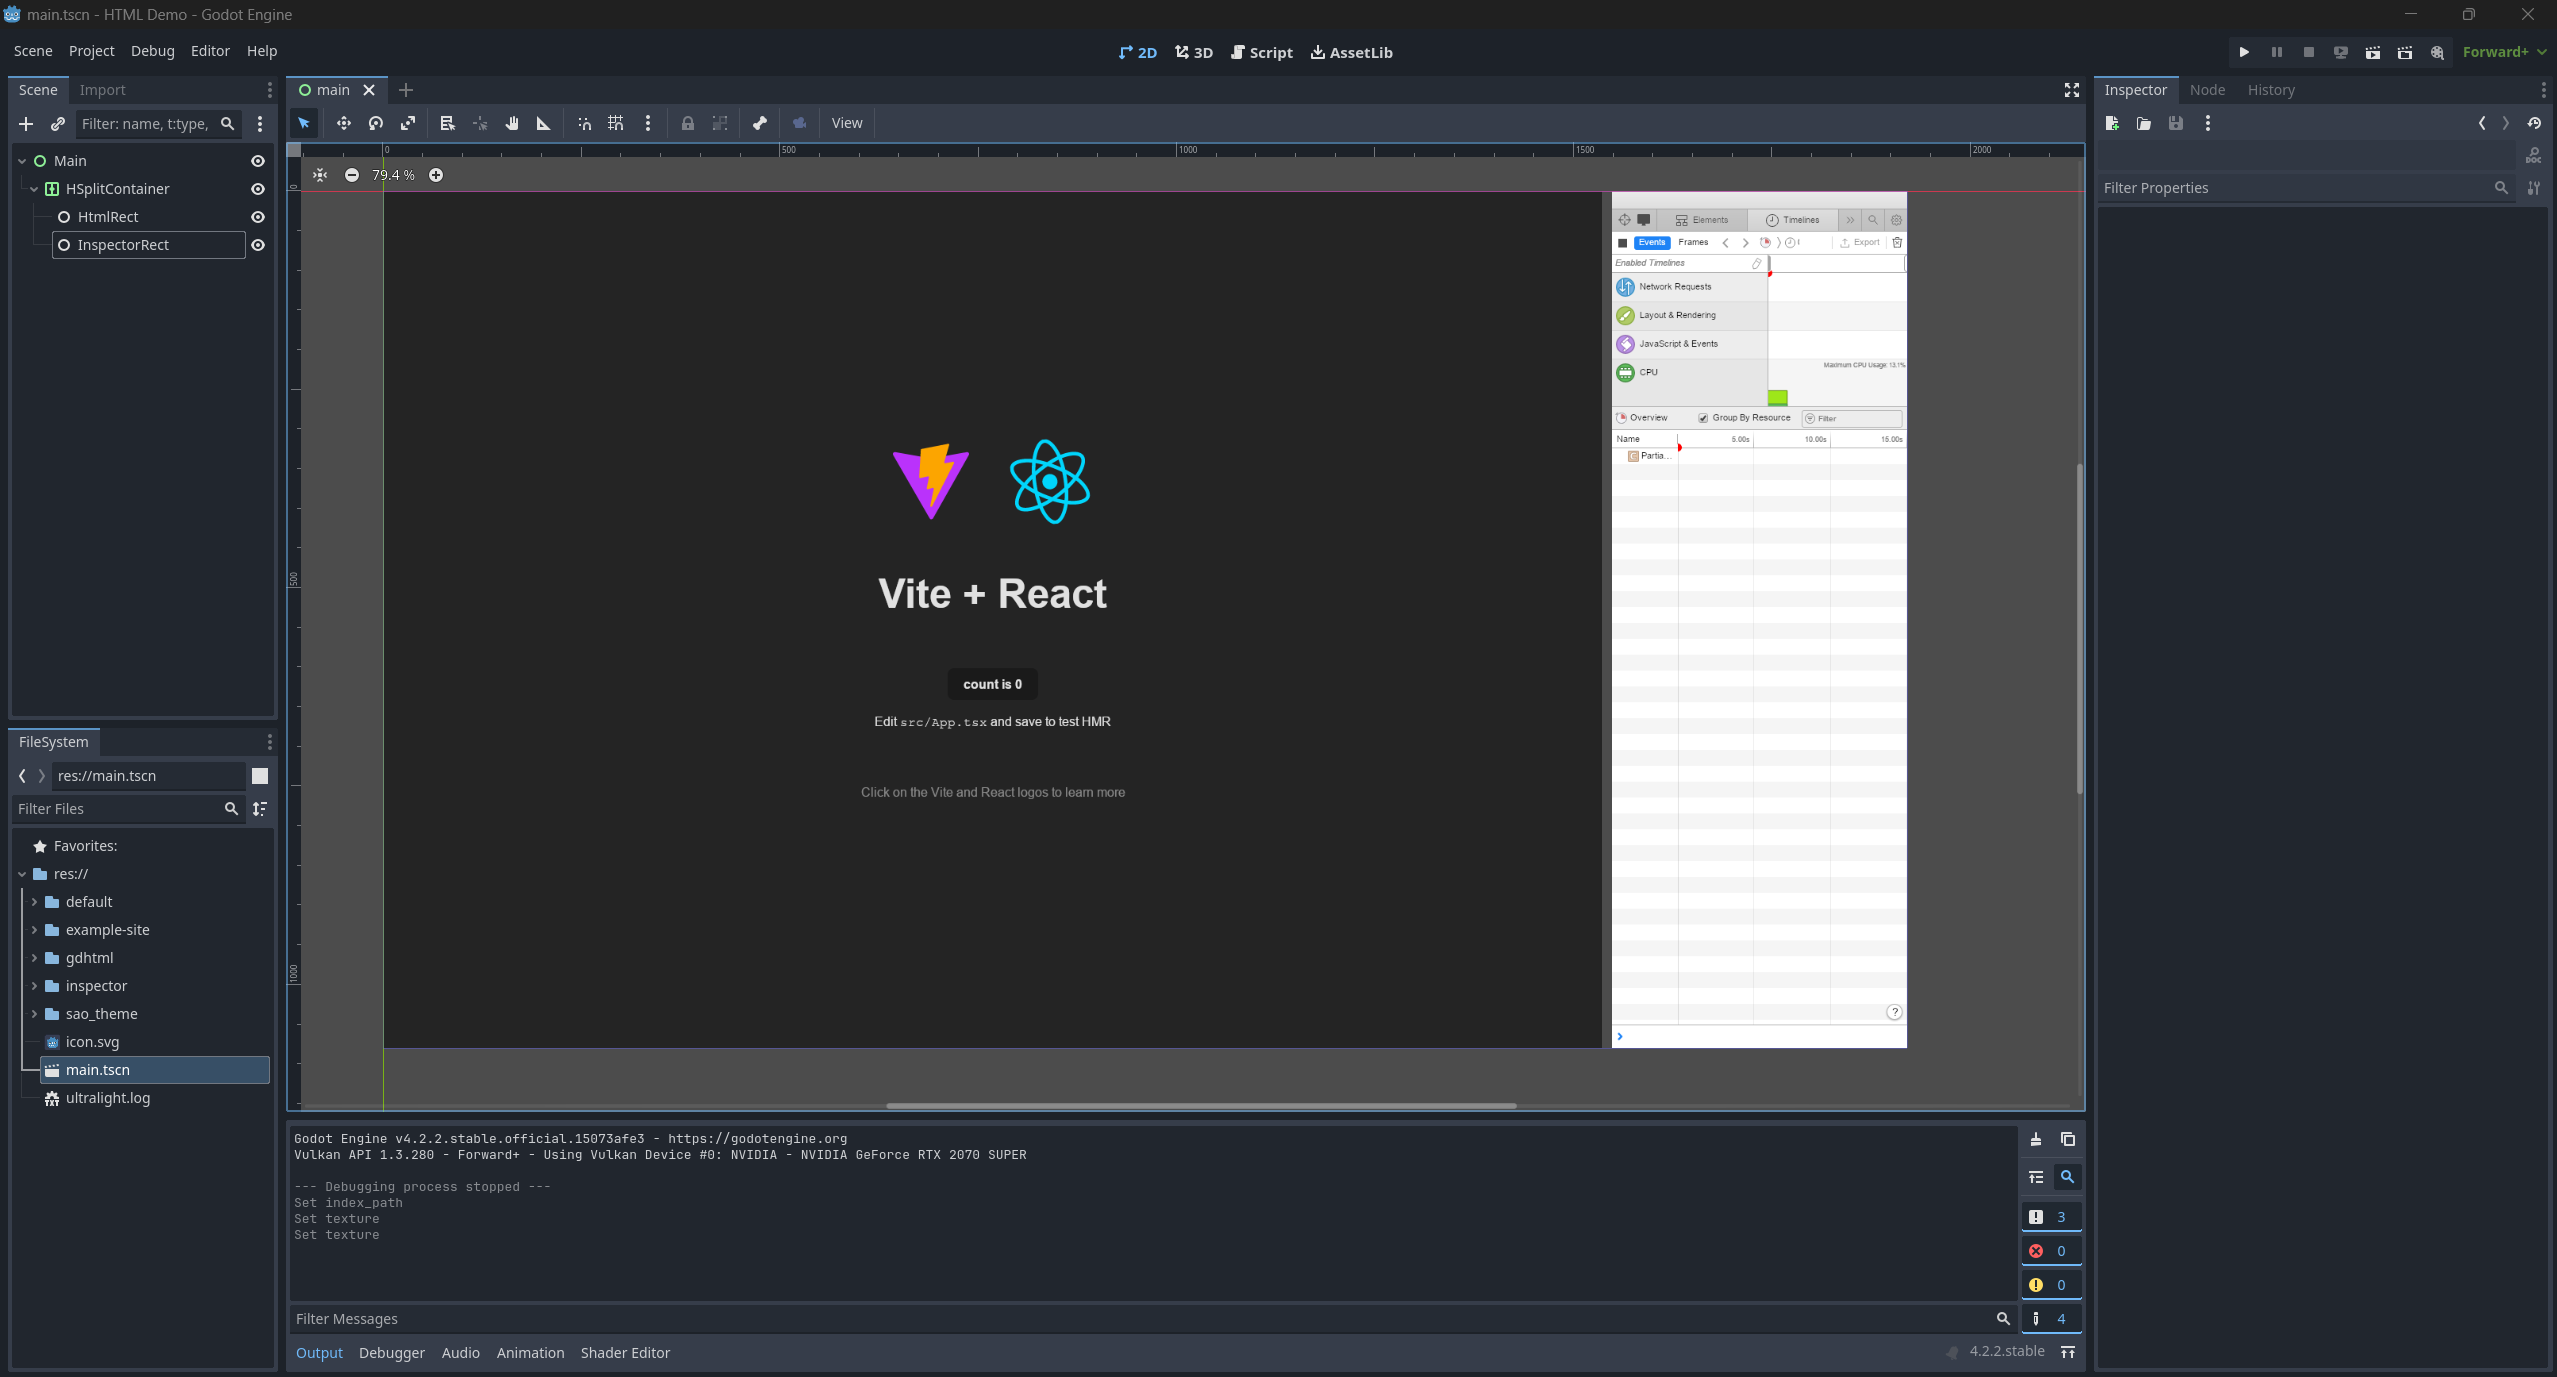 main.tscn - HTML Demo - Godot Engine
Scene Project Debug Editor Help
2D 3D Script AssetLib
Forward+
Scene Import
main
Inspector Node History
Filter: name, t:type,
View
Main
HSplitContainer
HtmlRect
InspectorRect
Filter Properties
DOC
0 500 1000 1500 2000
0
500
1000
79.4 %
Elements Timelines
Events Frames Export
Enabled Timelines
Network Requests
Layout & Rendering
JavaScript & Events
CPU
Maximum CPU Usage: 13.1%
Overview Group By Resource Filter
Name 5.00s 10.00s 15.00s
C Partia...
?
Vite + React
count is 0
Edit src/App.tsx and save to test HMR
Click on the Vite and React logos to learn more
FileSystem
res://main.tscn
Filter Files
Favorites:
res://
default
example-site
gdhtml
inspector
sao_theme
icon.svg
main.tscn
ultralight.log
Godot Engine v4.2.2.stable.official.15073afe3 - https://godotengine.org
Vulkan API 1.3.280 - Forward+ - Using Vulkan Device #0: NVIDIA - NVIDIA GeForce RTX 2070 SUPER
--- Debugging process stopped ---
Set index_path
Set texture
Set texture
3
0
0
4
Filter Messages
Output Debugger Audio Animation Shader Editor
4.2.2.stable